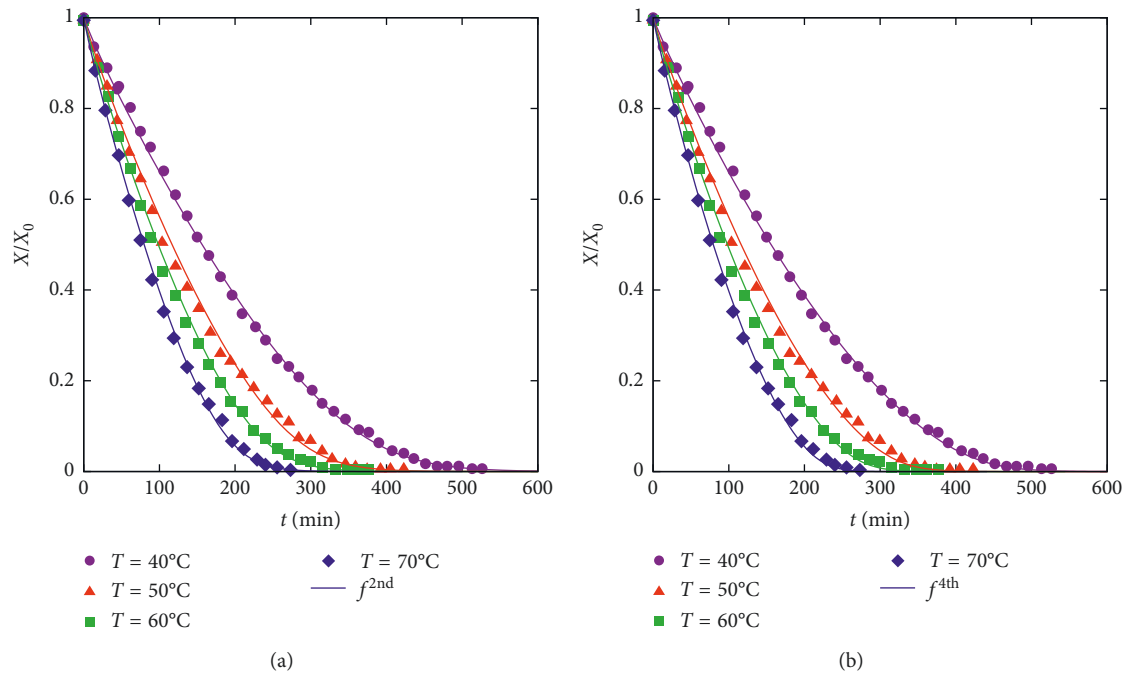 1
0.8
0.6
0.4
0.2
0
X/X₀
0 100 200 300 400 500 600
t (min)
T = 40°C
T = 50°C
T = 60°C
T = 70°C
f²ⁿᵈ
(a)
1
0.8
0.6
0.4
0.2
0
X/X₀
0 100 200 300 400 500 600
t (min)
T = 40°C
T = 50°C
T = 60°C
T = 70°C
f⁴ᵗʰ
(b)